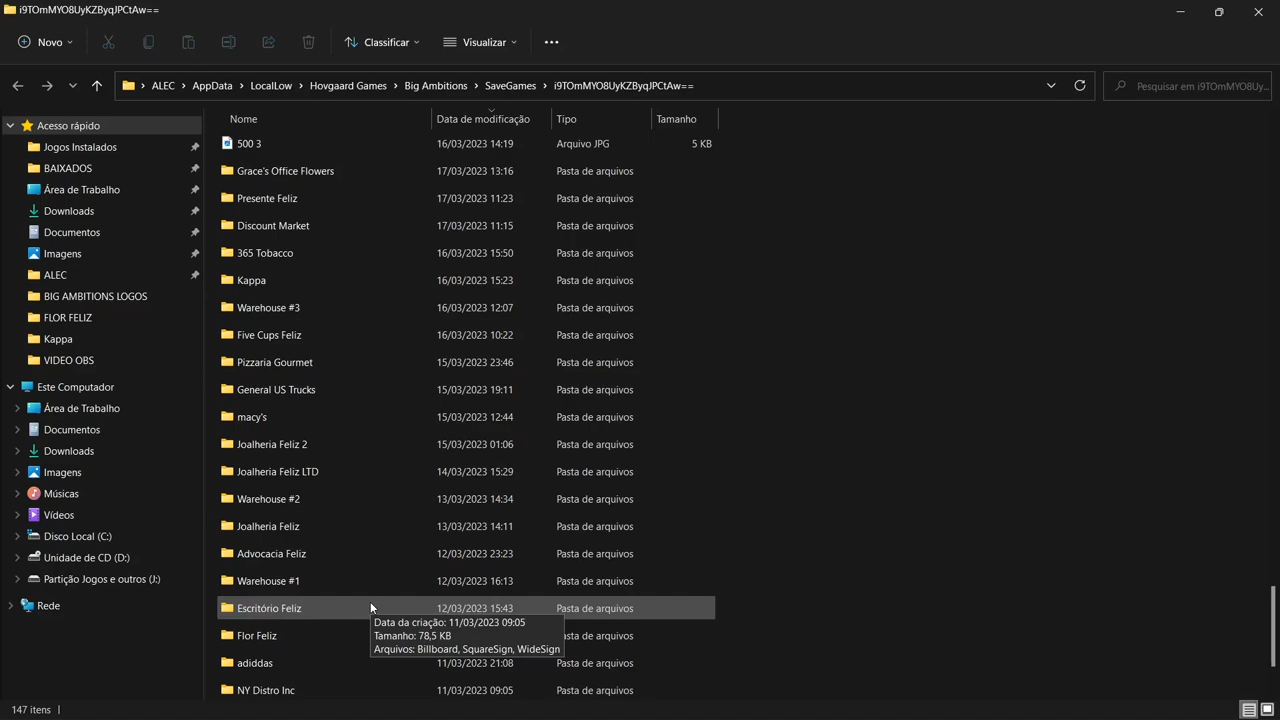 i9TOmMYO8UyKZByqJPCtAw==
Novo
Classificar
Visualizar
ALEC > AppData > LocalLow > Hovgaard Games > Big Ambitions > SaveGames > i9TOmMYO8UyKZByqJPCtAw==
Pesquisar em i9TOmMYO8Uy...
Nome Data de modificação Tipo Tamanho
500 3 16/03/2023 14:19 Arquivo JPG 5 KB
Grace's Office Flowers 17/03/2023 13:16 Pasta de arquivos
Presente Feliz 17/03/2023 11:23 Pasta de arquivos
Discount Market 17/03/2023 11:15 Pasta de arquivos
365 Tobacco 16/03/2023 15:50 Pasta de arquivos
Kappa 16/03/2023 15:23 Pasta de arquivos
Warehouse #3 16/03/2023 12:07 Pasta de arquivos
Five Cups Feliz 16/03/2023 10:22 Pasta de arquivos
Pizzaria Gourmet 15/03/2023 23:46 Pasta de arquivos
General US Trucks 15/03/2023 19:11 Pasta de arquivos
macy's 15/03/2023 12:44 Pasta de arquivos
Joalheria Feliz 2 15/03/2023 01:06 Pasta de arquivos
Joalheria Feliz LTD 14/03/2023 15:29 Pasta de arquivos
Warehouse #2 13/03/2023 14:34 Pasta de arquivos
Joalheria Feliz 13/03/2023 14:11 Pasta de arquivos
Advocacia Feliz 12/03/2023 23:23 Pasta de arquivos
Warehouse #1 12/03/2023 16:13 Pasta de arquivos
Escritório Feliz 12/03/2023 15:43 Pasta de arquivos
Data da criação: 11/03/2023 09:05
Tamanho: 78,5 KB
Arquivos: Billboard, SquareSign, WideSign
Flor Feliz de arquivos
adiddas 11/03/2023 21:08 Pasta de arquivos
NY Distro Inc 11/03/2023 09:05 Pasta de arquivos
Acesso rápido
Jogos Instalados
BAIXADOS
Área de Trabalho
Downloads
Documentos
Imagens
ALEC
BIG AMBITIONS LOGOS
FLOR FELIZ
Kappa
VIDEO OBS
Este Computador
Área de Trabalho
Documentos
Downloads
Imagens
Músicas
Vídeos
Disco Local (C:)
Unidade de CD (D:)
Partição Jogos e outros (J:)
Rede
147 itens